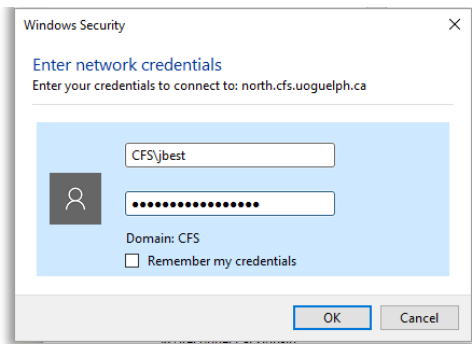 Windows Security
Enter network credentials
Enter your credentials to connect to: north.cfs.uoguelph.ca
CFS\jbest
•••••••••••••••••
Domain: CFS
Remember my credentials
OK
Cancel